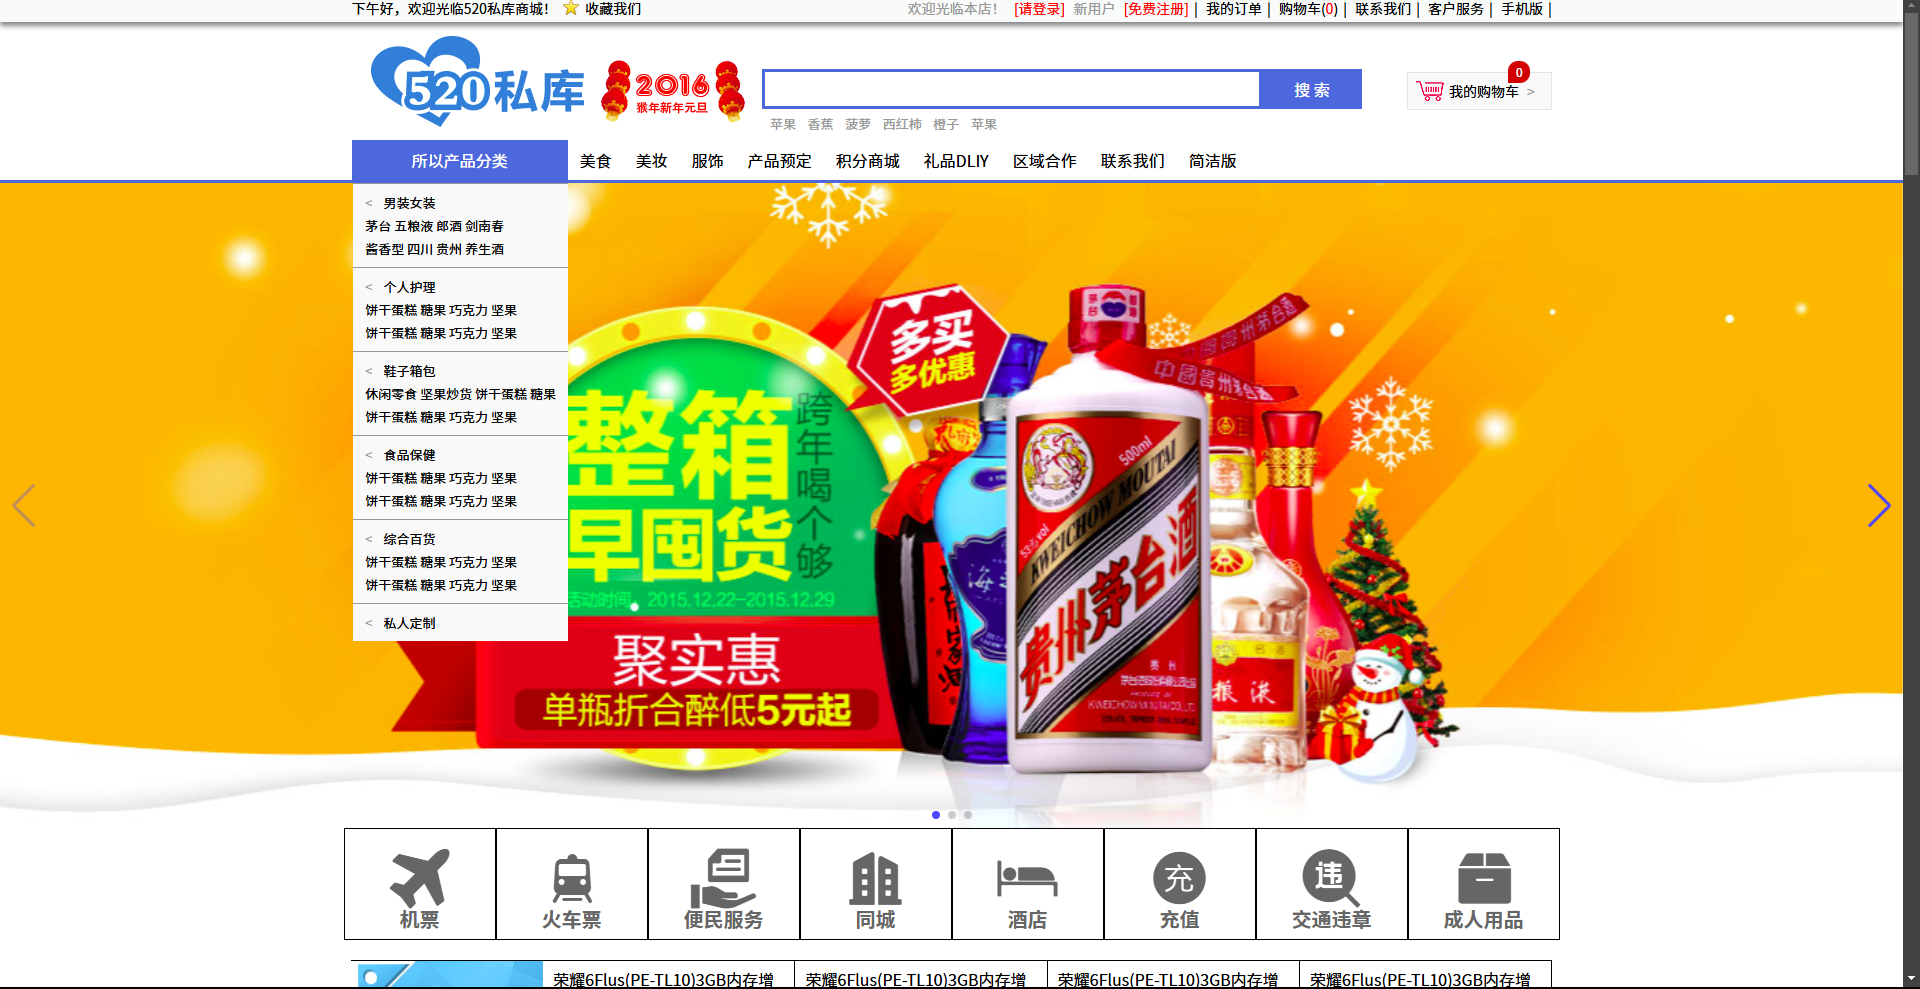 下午好，欢迎光临520私库商城！ 收藏我们
欢迎光临本店！ [请登录] 新用户 [免费注册] | 我的订单 | 购物车(0) | 联系我们 | 客户服务 | 手机版 |
520私库
2016
猴年新年元旦
搜 索
0
我的购物车 >
苹果 香蕉 菠萝 西红柿 橙子 苹果
所以产品分类 美食 美妆 服饰 产品预定 积分商城 礼品DLIY 区域合作 联系我们 简洁版
< 男装女装
茅台 五粮液 郎酒 剑南春
酱香型 四川 贵州 养生酒
< 个人护理
饼干蛋糕 糖果 巧克力 坚果
饼干蛋糕 糖果 巧克力 坚果
< 鞋子箱包
休闲零食 坚果炒货 饼干蛋糕 糖果
饼干蛋糕 糖果 巧克力 坚果
< 食品保健
饼干蛋糕 糖果 巧克力 坚果
饼干蛋糕 糖果 巧克力 坚果
< 综合百货
饼干蛋糕 糖果 巧克力 坚果
饼干蛋糕 糖果 巧克力 坚果
< 私人定制
多买
多优惠
整箱
早囤货
跨年喝个够
活动时间：2015.12.22-2015.12.29
聚实惠
单瓶折合醉低5元起
500ml
53%vol
KWEICHOW MOUTAI
贵州茅台酒
机票
火车票
便民服务
同城
酒店
充
充值
违
交通违章
成人用品
荣耀6Flus(PE-TL10)3GB内存增
荣耀6Flus(PE-TL10)3GB内存增
荣耀6Flus(PE-TL10)3GB内存增
荣耀6Flus(PE-TL10)3GB内存增